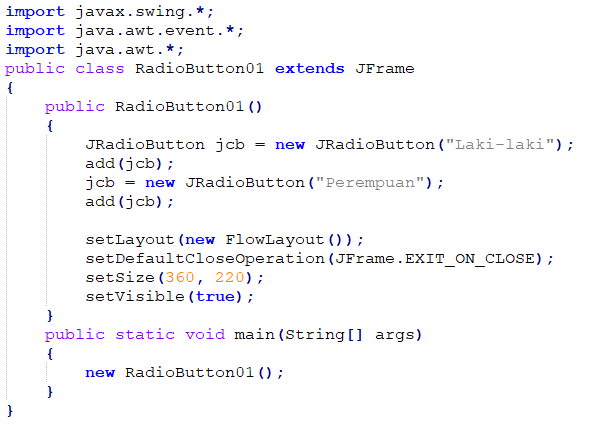 import javax.swing.*;
import java.awt.event.*;
import java.awt.*;
public class RadioButton01 extends JFrame
{
    public RadioButton01()
    {
        JRadioButton jcb = new JRadioButton("Laki-laki");
        add(jcb);
        jcb = new JRadioButton("Perempuan");
        add(jcb);

        setLayout(new FlowLayout());
        setDefaultCloseOperation(JFrame.EXIT_ON_CLOSE);
        setSize(360, 220);
        setVisible(true);
    }
    public static void main(String[] args)
    {
        new RadioButton01();
    }
}